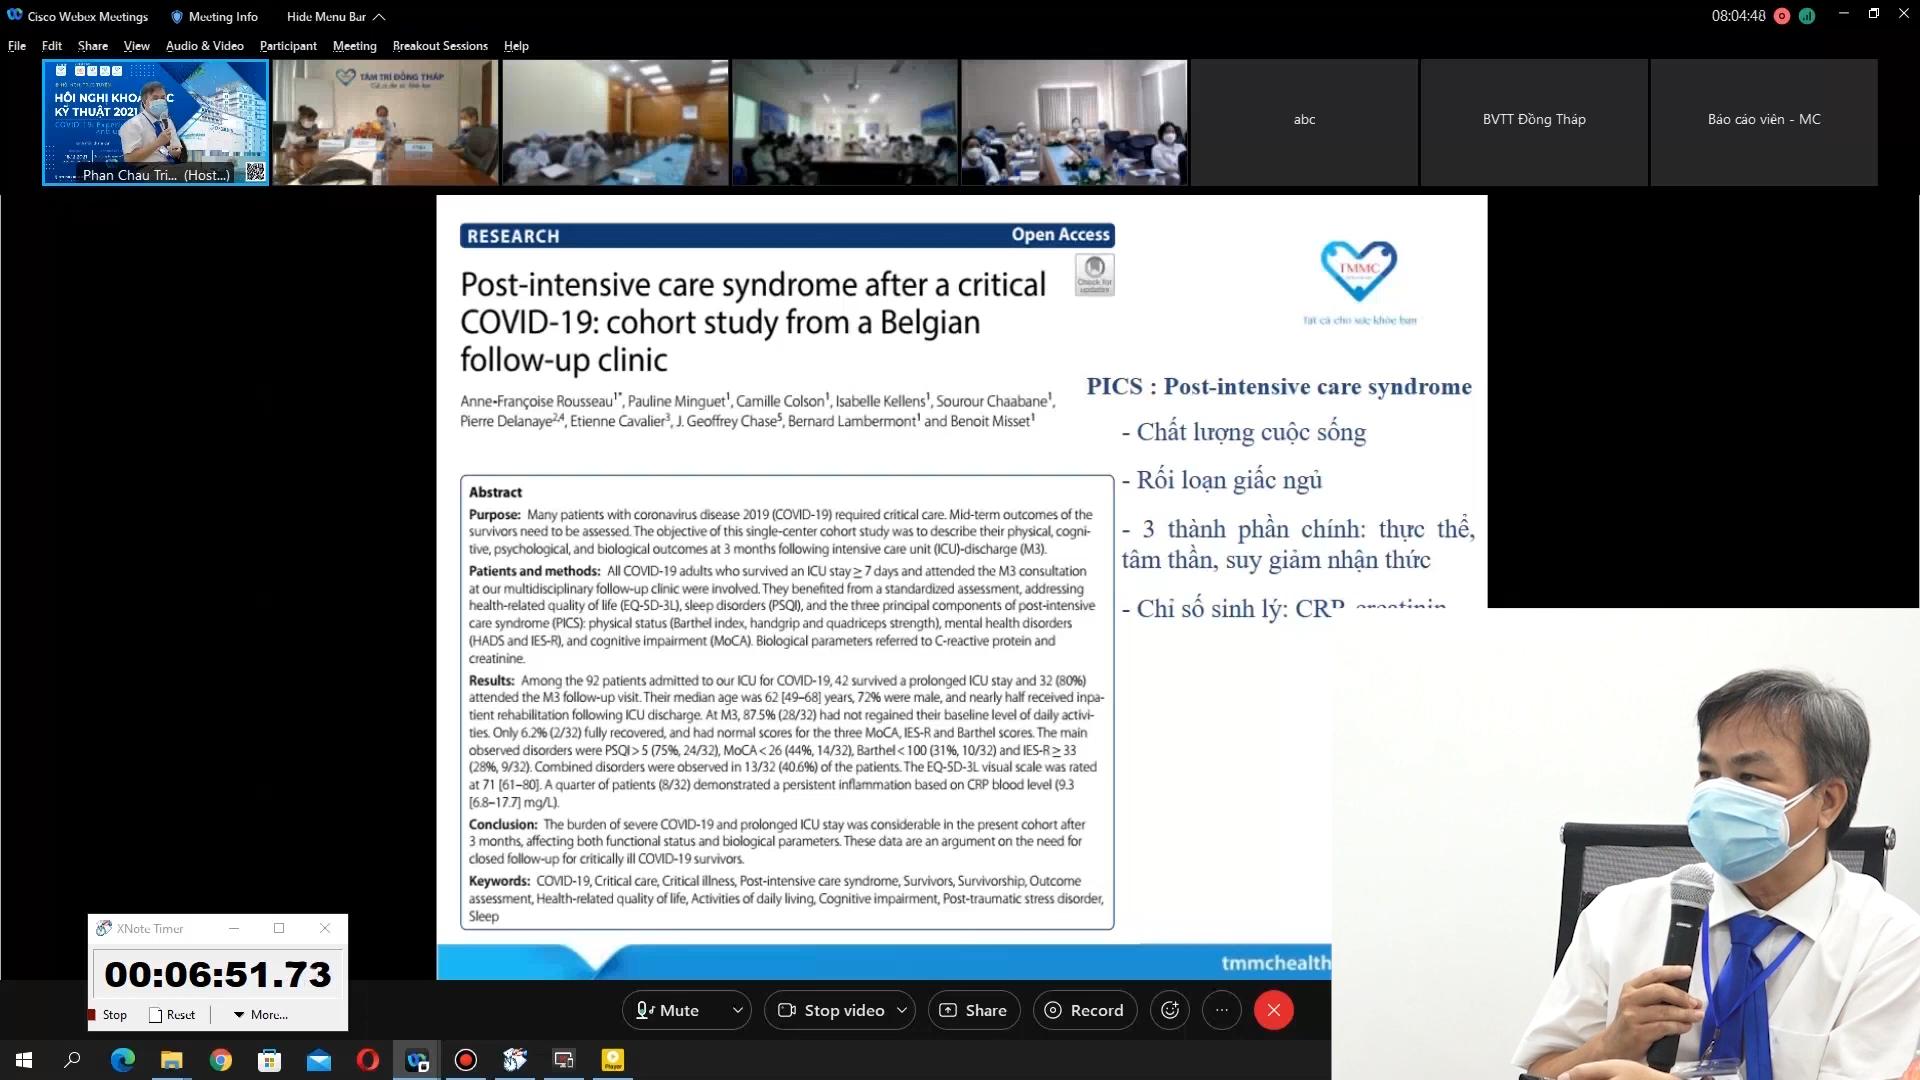 Cisco Webex Meetings
Meeting Info
Hide Menu Bar
08:04:48
File Edit Share View Audio & Video Participant Meeting Breakout Sessions Help
HỘI NGHỊ KHOA HỌC
KỸ THUẬT 2021
Phan Chau Tri... (Host...)
TÂM TRÍ ĐỒNG THÁP
abc
BVTT Đồng Tháp
Báo cáo viên - MC
RESEARCH
Open Access
Check for
updates
Post-intensive care syndrome after a critical
COVID-19: cohort study from a Belgian
follow-up clinic
Anne-Françoise Rousseau1*, Pauline Minguet1, Camille Colson1, Isabelle Kellens1, Sourour Chaabane1,
Pierre Delanaye2,4, Etienne Cavalier3, J. Geoffrey Chase5, Bernard Lambermont1 and Benoit Misset1
Abstract
Purpose: Many patients with coronavirus disease 2019 (COVID-19) required critical care. Mid-term outcomes of the
survivors need to be assessed. The objective of this single-center cohort study was to describe their physical, cogni-
tive, psychological, and biological outcomes at 3 months following intensive care unit (ICU)-discharge (M3).
Patients and methods: All COVID-19 adults who survived an ICU stay ≥ 7 days and attended the M3 consultation
at our multidisciplinary follow-up clinic were involved. They benefited from a standardized assessment, addressing
health-related quality of life (EQ-5D-3L), sleep disorders (PSQI), and the three principal components of post-intensive
care syndrome (PICS): physical status (Barthel index, handgrip and quadriceps strength), mental health disorders
(HADS and IES-R), and cognitive impairment (MoCA). Biological parameters referred to C-reactive protein and
creatinine.
Results: Among the 92 patients admitted to our ICU for COVID-19, 42 survived a prolonged ICU stay and 32 (80%)
attended the M3 follow-up visit. Their median age was 62 [49–68] years, 72% were male, and nearly half received inpa-
tient rehabilitation following ICU discharge. At M3, 87.5% (28/32) had not regained their baseline level of daily activi-
ties. Only 6.2% (2/32) fully recovered, and had normal scores for the three MoCA, IES-R and Barthel scores. The main
observed disorders were PSQI > 5 (75%, 24/32), MoCA < 26 (44%, 14/32), Barthel < 100 (31%, 10/32) and IES-R ≥ 33
(28%, 9/32). Combined disorders were observed in 13/32 (40.6%) of the patients. The EQ-5D-3L visual scale was rated
at 71 [61–80]. A quarter of patients (8/32) demonstrated a persistent inflammation based on CRP blood level (9.3
[6.8–17.7] mg/L).
Conclusion: The burden of severe COVID-19 and prolonged ICU stay was considerable in the present cohort after
3 months, affecting both functional status and biological parameters. These data are an argument on the need for
closed follow-up for critically ill COVID-19 survivors.
Keywords: COVID-19, Critical care, Critical illness, Post-intensive care syndrome, Survivors, Survivorship, Outcome
assessment, Health-related quality of life, Activities of daily living, Cognitive impairment, Post-traumatic stress disorder,
Sleep
TMMC
Tất cả cho sức khỏe bạn
PICS : Post-intensive care syndrome
- Chất lượng cuộc sống
- Rối loạn giấc ngủ
- 3 thành phần chính: thực thể,
tâm thần, suy giảm nhận thức
- Chỉ số sinh lý: CRP, creatinin
tmmchealth
XNote Timer
00:06:51.73
Stop Reset More...
Mute
Stop video
Share
Record
Player